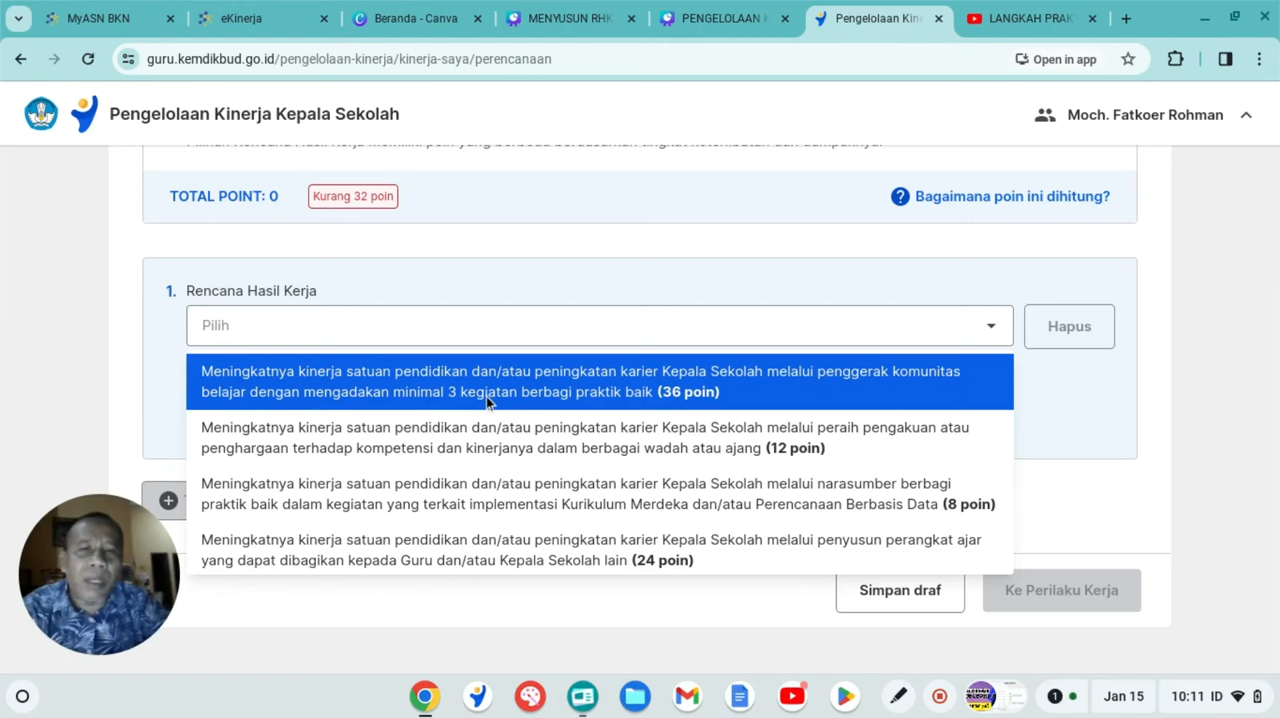 MyASN BKN
eKinerja
Beranda - Canva
MENYUSUN RHK
PENGELOLAAN
Pengelolaan Kin
LANGKAH PRAK
guru.kemdikbud.go.id/pengelolaan-kinerja/kinerja-saya/perencanaan
Open in app
Pengelolaan Kinerja Kepala Sekolah
Moch. Fatkoer Rohman
TOTAL POINT: 0
Kurang 32 poin
? Bagaimana poin ini dihitung?
1. Rencana Hasil Kerja
Pilih
Hapus
Meningkatnya kinerja satuan pendidikan dan/atau peningkatan karier Kepala Sekolah melalui penggerak komunitas
belajar dengan mengadakan minimal 3 kegiatan berbagi praktik baik (36 poin)
Meningkatnya kinerja satuan pendidikan dan/atau peningkatan karier Kepala Sekolah melalui peraih pengakuan atau
penghargaan terhadap kompetensi dan kinerjanya dalam berbagai wadah atau ajang (12 poin)
Meningkatnya kinerja satuan pendidikan dan/atau peningkatan karier Kepala Sekolah melalui narasumber berbagi
praktik baik dalam kegiatan yang terkait implementasi Kurikulum Merdeka dan/atau Perencanaan Berbasis Data (8 poin)
Meningkatnya kinerja satuan pendidikan dan/atau peningkatan karier Kepala Sekolah melalui penyusun perangkat ajar
yang dapat dibagikan kepada Guru dan/atau Kepala Sekolah lain (24 poin)
Simpan draf
Ke Perilaku Kerja
1
Jan 15
10:11 ID